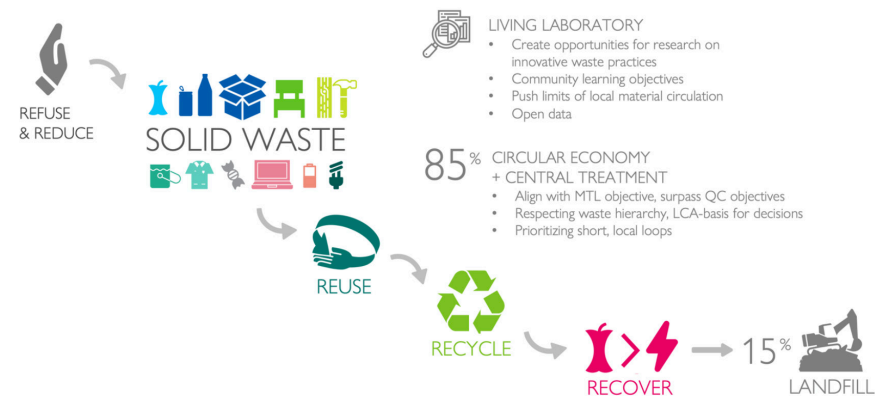 REFUSE
& REDUCE
SOLID WASTE
LIVING LABORATORY
• Create opportunities for research on
innovative waste practices
• Community learning objectives
• Push limits of local material circulation
• Open data
85% CIRCULAR ECONOMY
+ CENTRAL TREATMENT
• Align with MTL objective, surpass QC objectives
• Respecting waste hierarchy, LCA-basis for decisions
• Prioritizing short, local loops
REUSE
RECYCLE
RECOVER
15%
LANDFILL